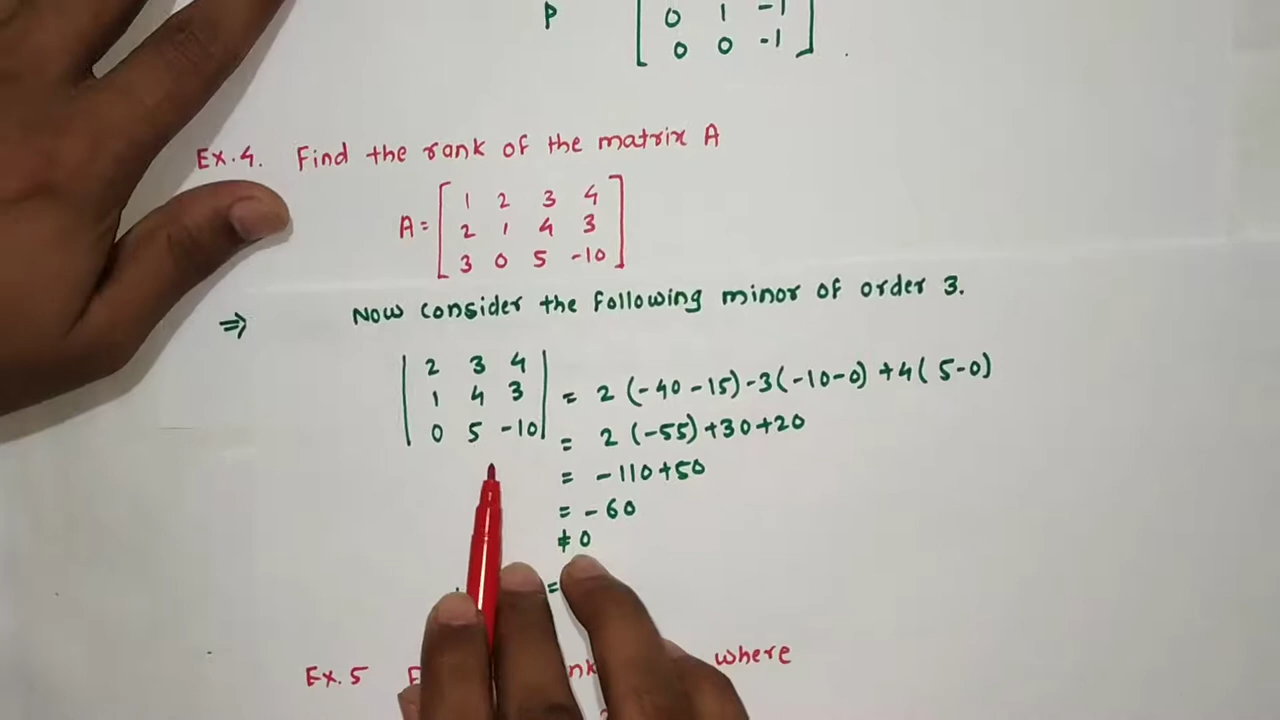 P [ 0 1 -1
0 0 -1 ] .
Ex.4. Find the rank of the matrix A
A = [ 1 2 3 4
2 1 4 3
3 0 5 -10 ]
⇒ Now consider the following minor of order 3.
| 2 3 4
1 4 3
0 5 -10 | = 2 (-40-15) -3(-10-0) +4( 5-0)
= 2 (-55) +30+20
= -110+50
= -60
≠ 0
=
Ex.5 where